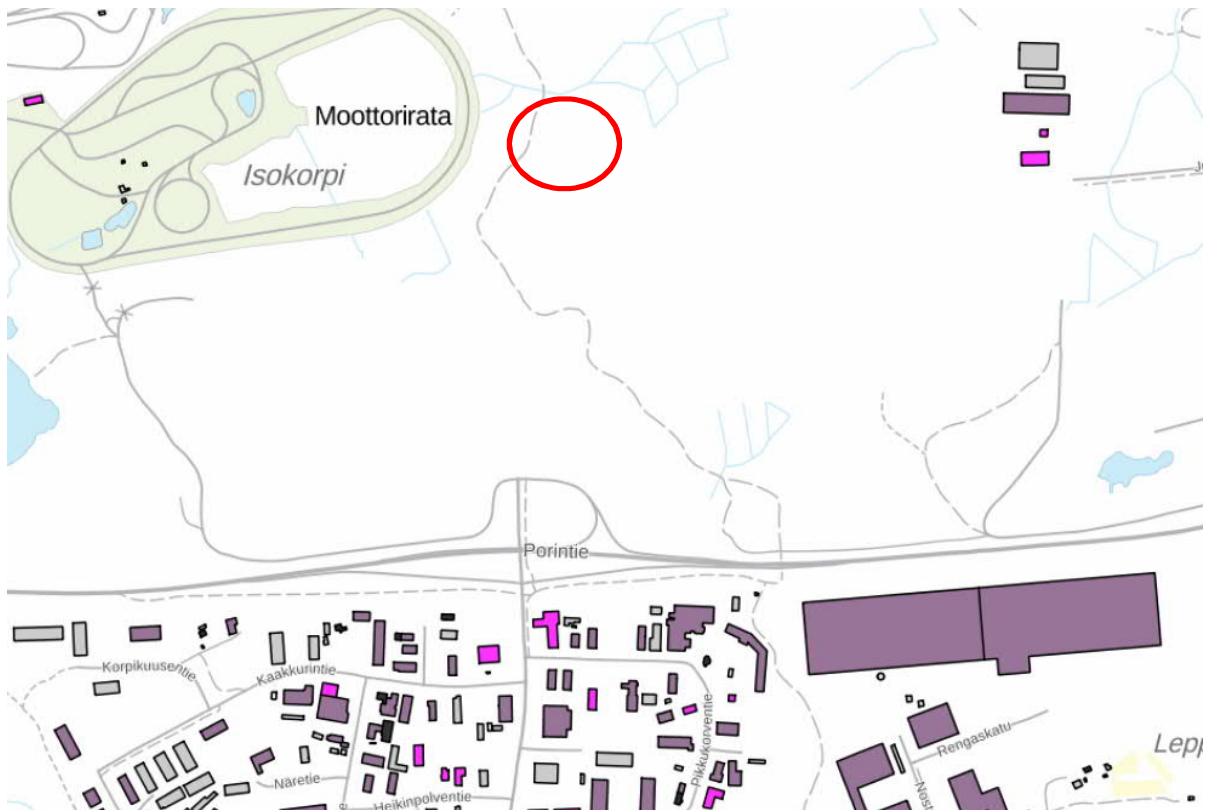 Moottorirata
Isokorpi
Porintie
Korpikuusentie
Kaakkurintie
Pikkukorventie
Rengaskatu
Näretie
Heikinpolventie